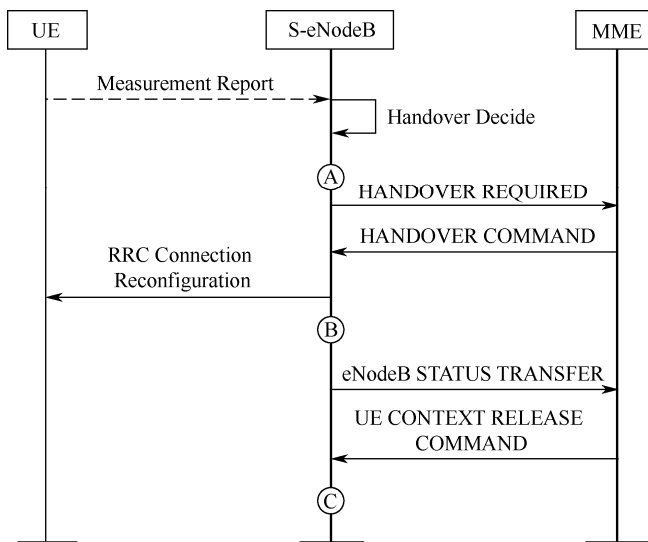 UE
S-eNodeB
MME
Measurement Report
Handover Decide
A
HANDOVER REQUIRED
HANDOVER COMMAND
RRC Connection
Reconfiguration
B
eNodeB STATUS TRANSFER
UE CONTEXT RELEASE
COMMAND
C